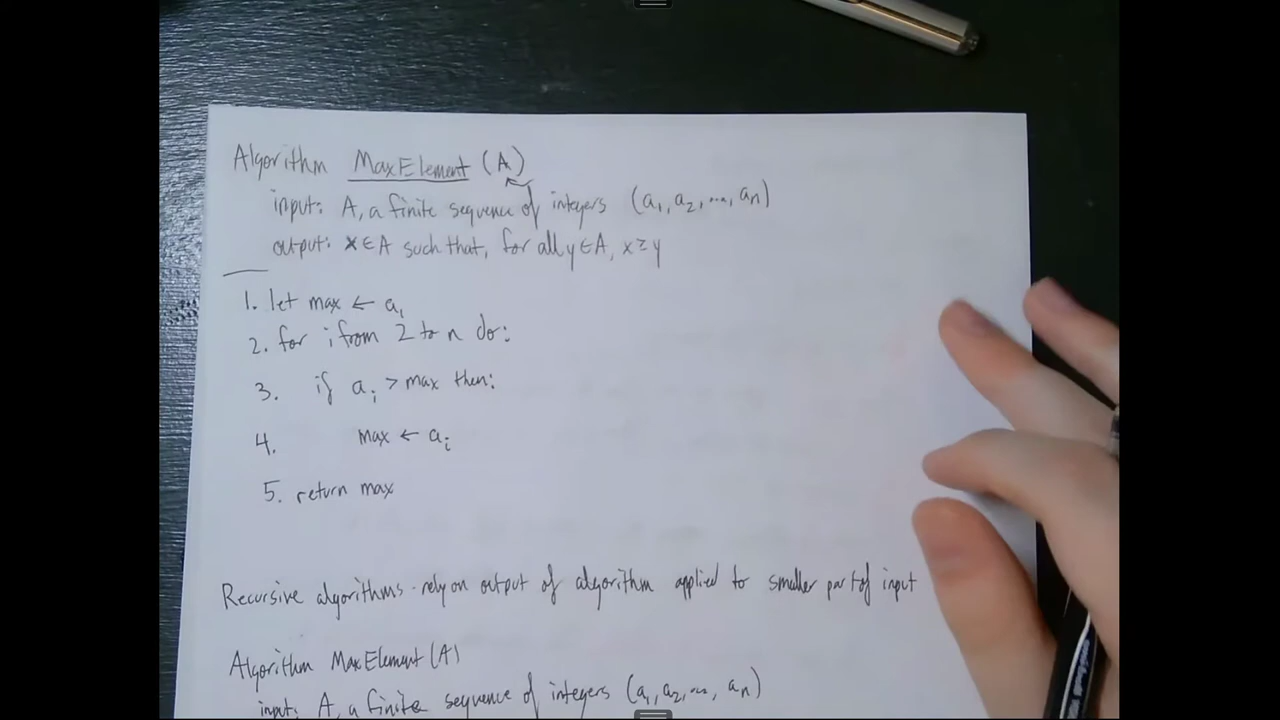 Algorithm MaxElement (A)
input: A, a finite sequence of integers (a₁, a₂, ..., aₙ)
output: x ∈ A such that, for all y ∈ A, x ≥ y
1. let max ← a₁
2. for i from 2 to n do:
3. if aᵢ > max then:
4. max ← aᵢ
5. return max
Recursive algorithms - rely on output of algorithm applied to smaller part of input
Algorithm MaxElement (A)
input: A, a finite sequence of integers (a₁, a₂, ..., aₙ)